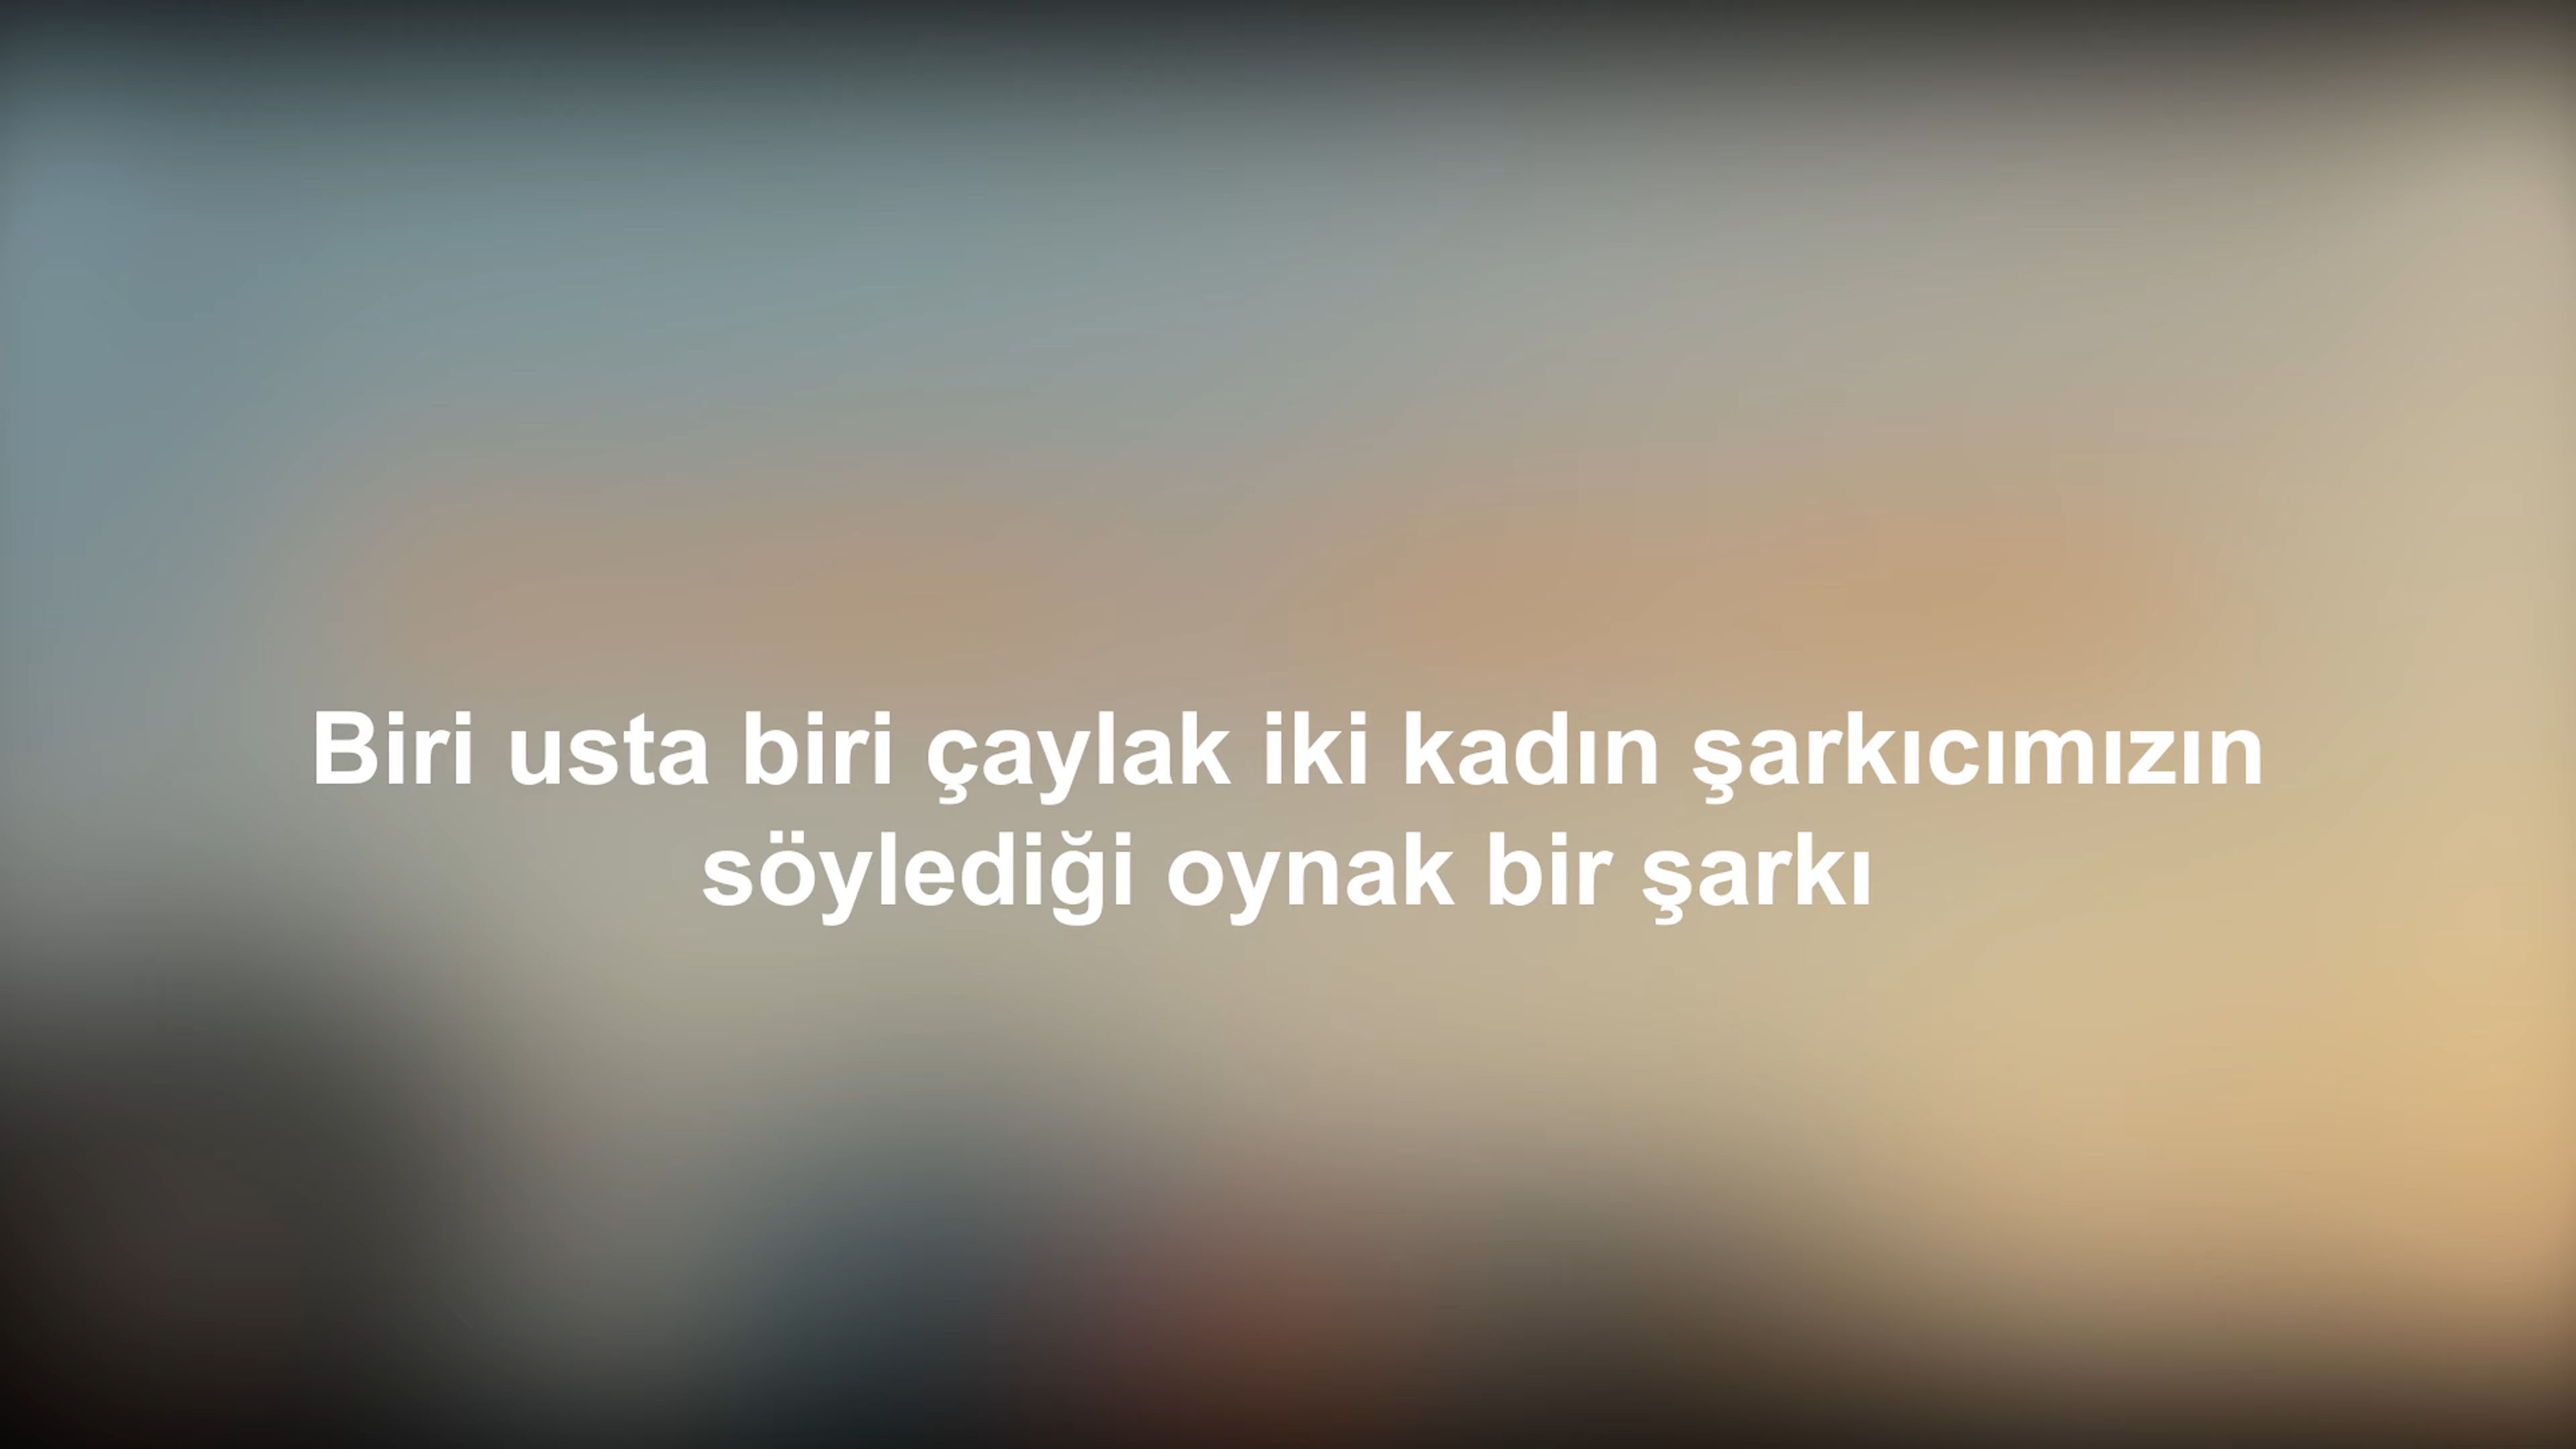 Biri usta biri çaylak iki kadın şarkıcımızın
söylediği oynak bir şarkı